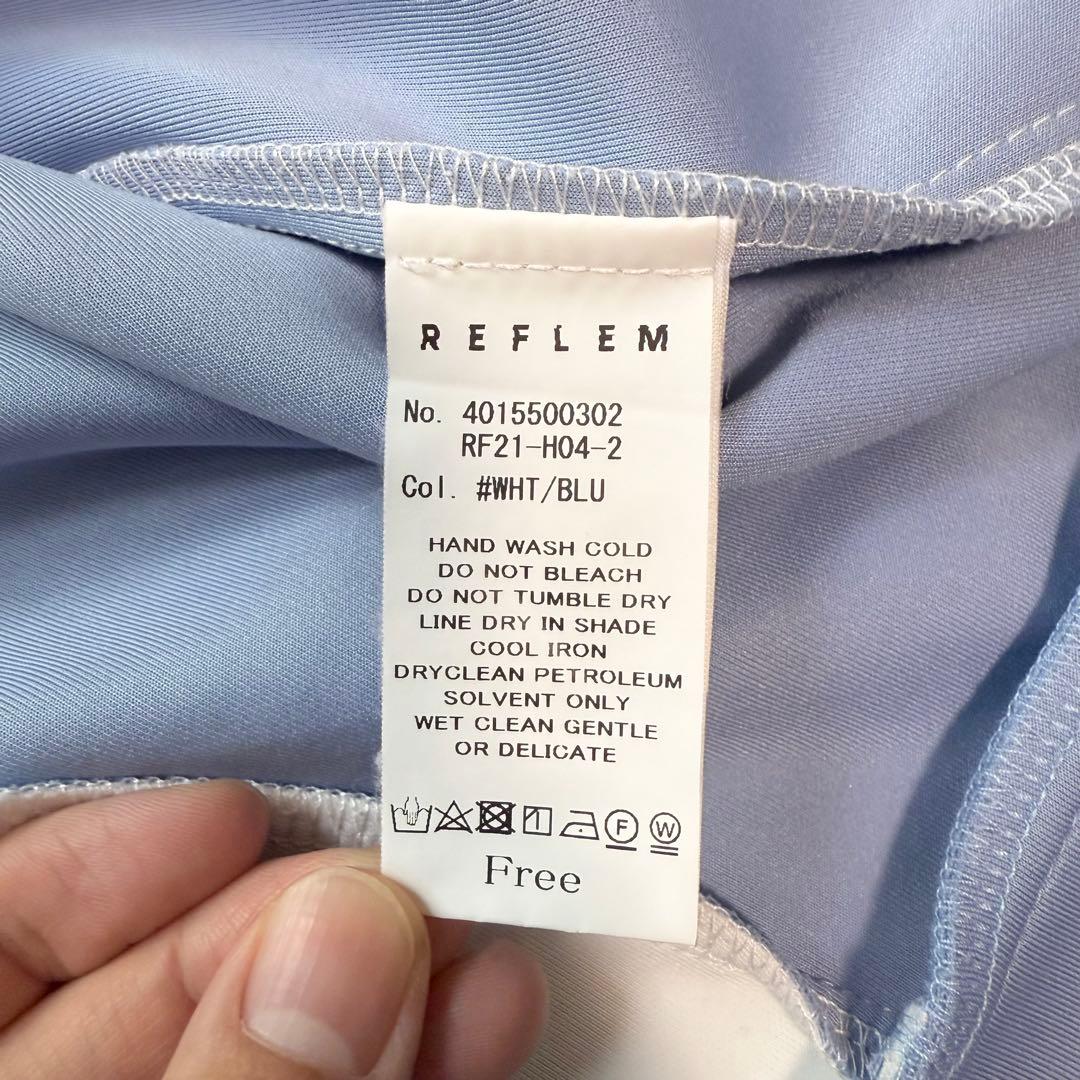 REFLEM
No. 4015500302
RF21-H04-2
Col. #WHT/BLU
HAND WASH COLD
DO NOT BLEACH
DO NOT TUMBLE DRY
LINE DRY IN SHADE
COOL IRON
DRYCLEAN PETROLEUM
SOLVENT ONLY
WET CLEAN GENTLE
OR DELICATE
F W
Free